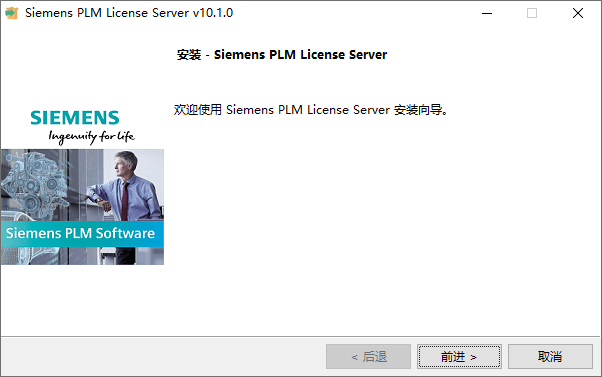 Siemens PLM License Server v10.1.0
安装 - Siemens PLM License Server
欢迎使用 Siemens PLM License Server 安装向导。
SIEMENS
Ingenuity for life
Siemens PLM Software
< 后退
前进 >
取消